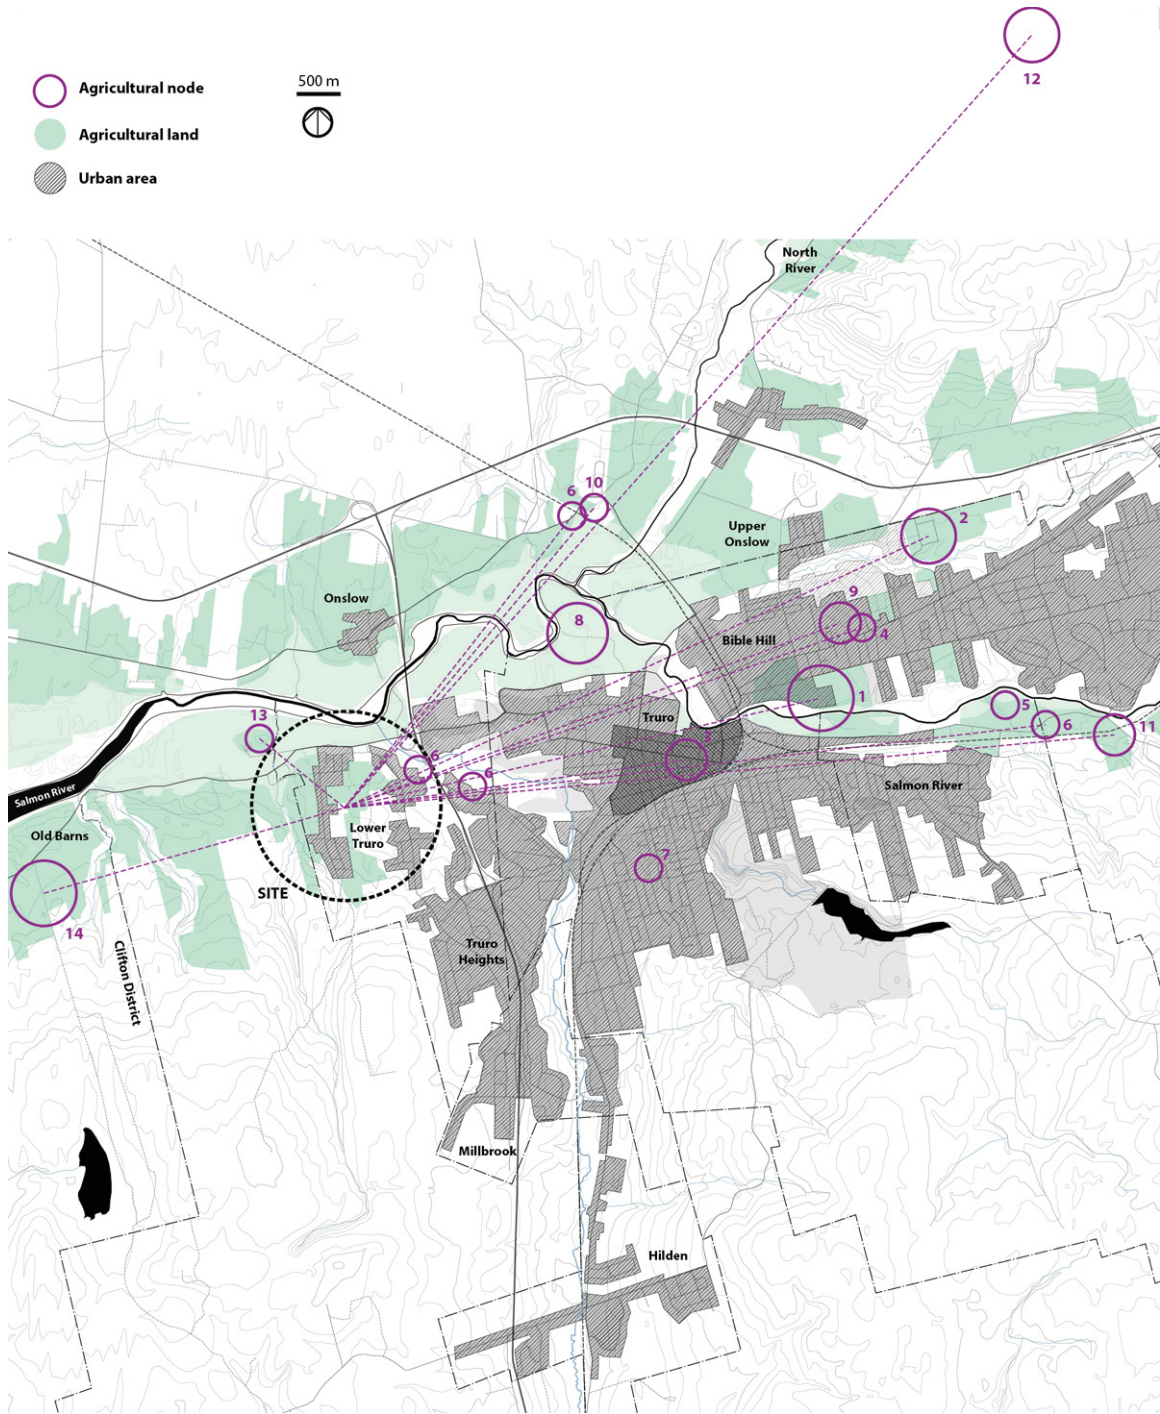 12
500 m
Agricultural node
Agricultural land
Urban area
North
River
6
10
Upper
Onslow
2
Onslow
8
9
4
Bible Hill
1
Truro
5
6
11
13
3
6
6
Salmon River
Salmon River
Old Barns
Lower
Truro
7
SITE
14
Truro
Heights
Clifton District
Millbrook
Hilden